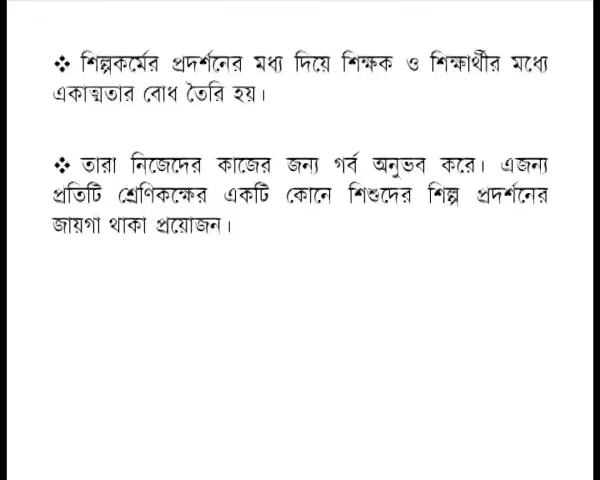 ❖ শিল্পকর্মের প্রদর্শনের মধ্য দিয়ে শিক্ষক ও শিক্ষার্থীর মধ্যে
একাত্মতার বোধ তৈরি হয়।
❖ তারা নিজেদের কাজের জন্য গর্ব অনুভব করে। এজন্য
প্রতিটি শ্রেণিকক্ষের একটি কোনে শিশুদের শিল্প প্রদর্শনের
জায়গা থাকা প্রয়োজন।